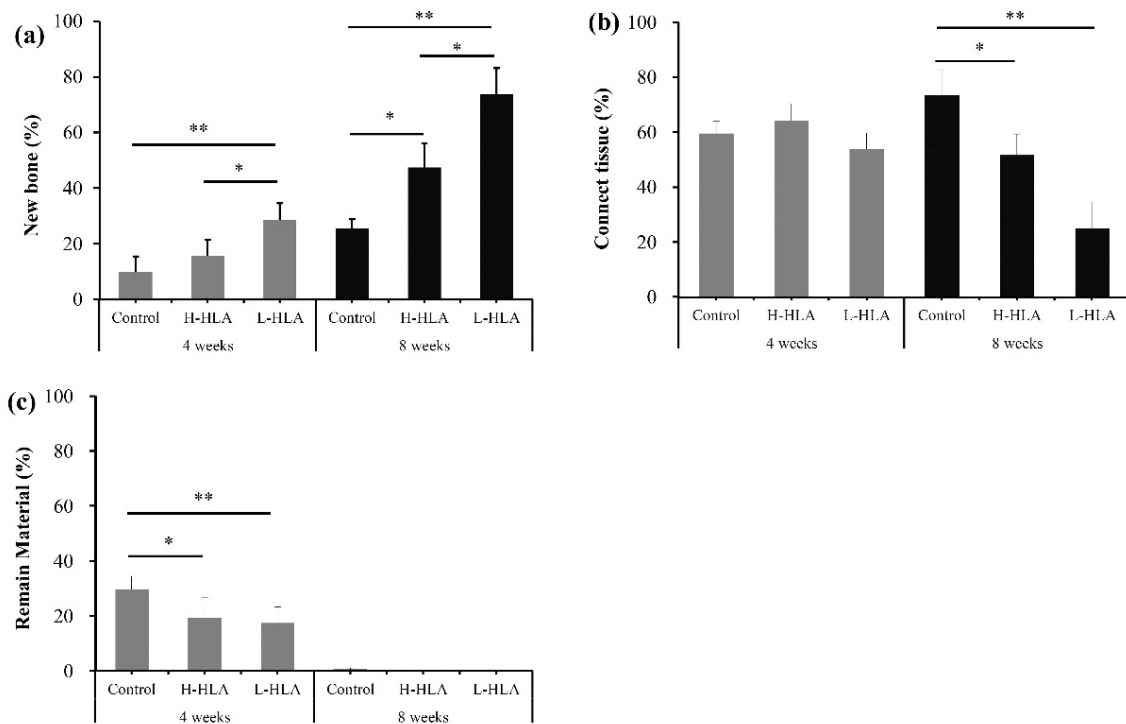 (a)
New bone (%)
100
80
60
40
20
0
**
*
**
*
*
Control H-HLA L-HLA Control H-HLA L-HLA
4 weeks 8 weeks
(b)
Connect tissue (%)
100
80
60
40
20
0
**
*
Control H-HLA L-HLA Control H-HLA L-HLA
4 weeks 8 weeks
(c)
Remain Material (%)
100
80
60
40
20
0
**
*
Control H-HLA L-HLA Control H-HLA L-HLA
4 weeks 8 weeks